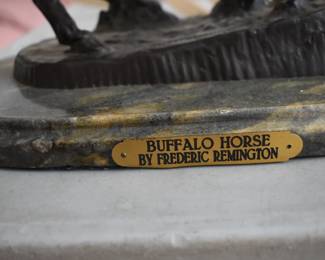 BUFFALO HORSE
BY FREDERIC REMINGTON